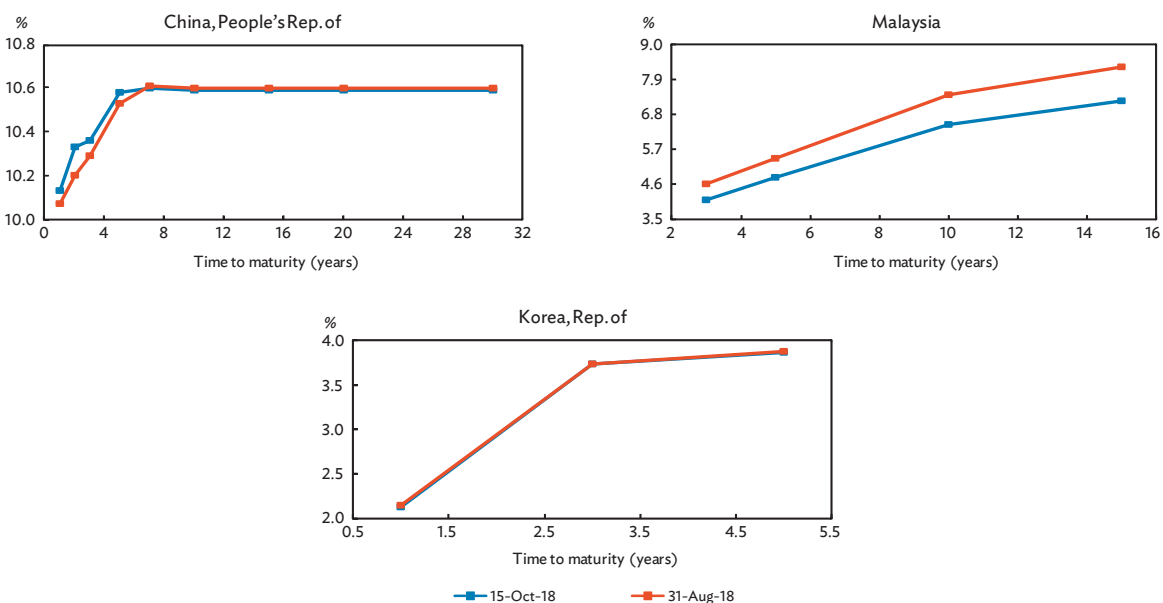 China, People's Rep. of
%
10.8
10.6
10.4
10.2
10.0
0 4 8 12 16 20 24 28 32
Time to maturity (years)
Malaysia
%
9.0
7.9
6.8
5.7
4.6
3.5
2 4 6 8 10 12 14 16
Time to maturity (years)
Korea, Rep. of
%
4.0
3.5
3.0
2.5
2.0
0.5 1.5 2.5 3.5 4.5 5.5
Time to maturity (years)
15-Oct-18 31-Aug-18